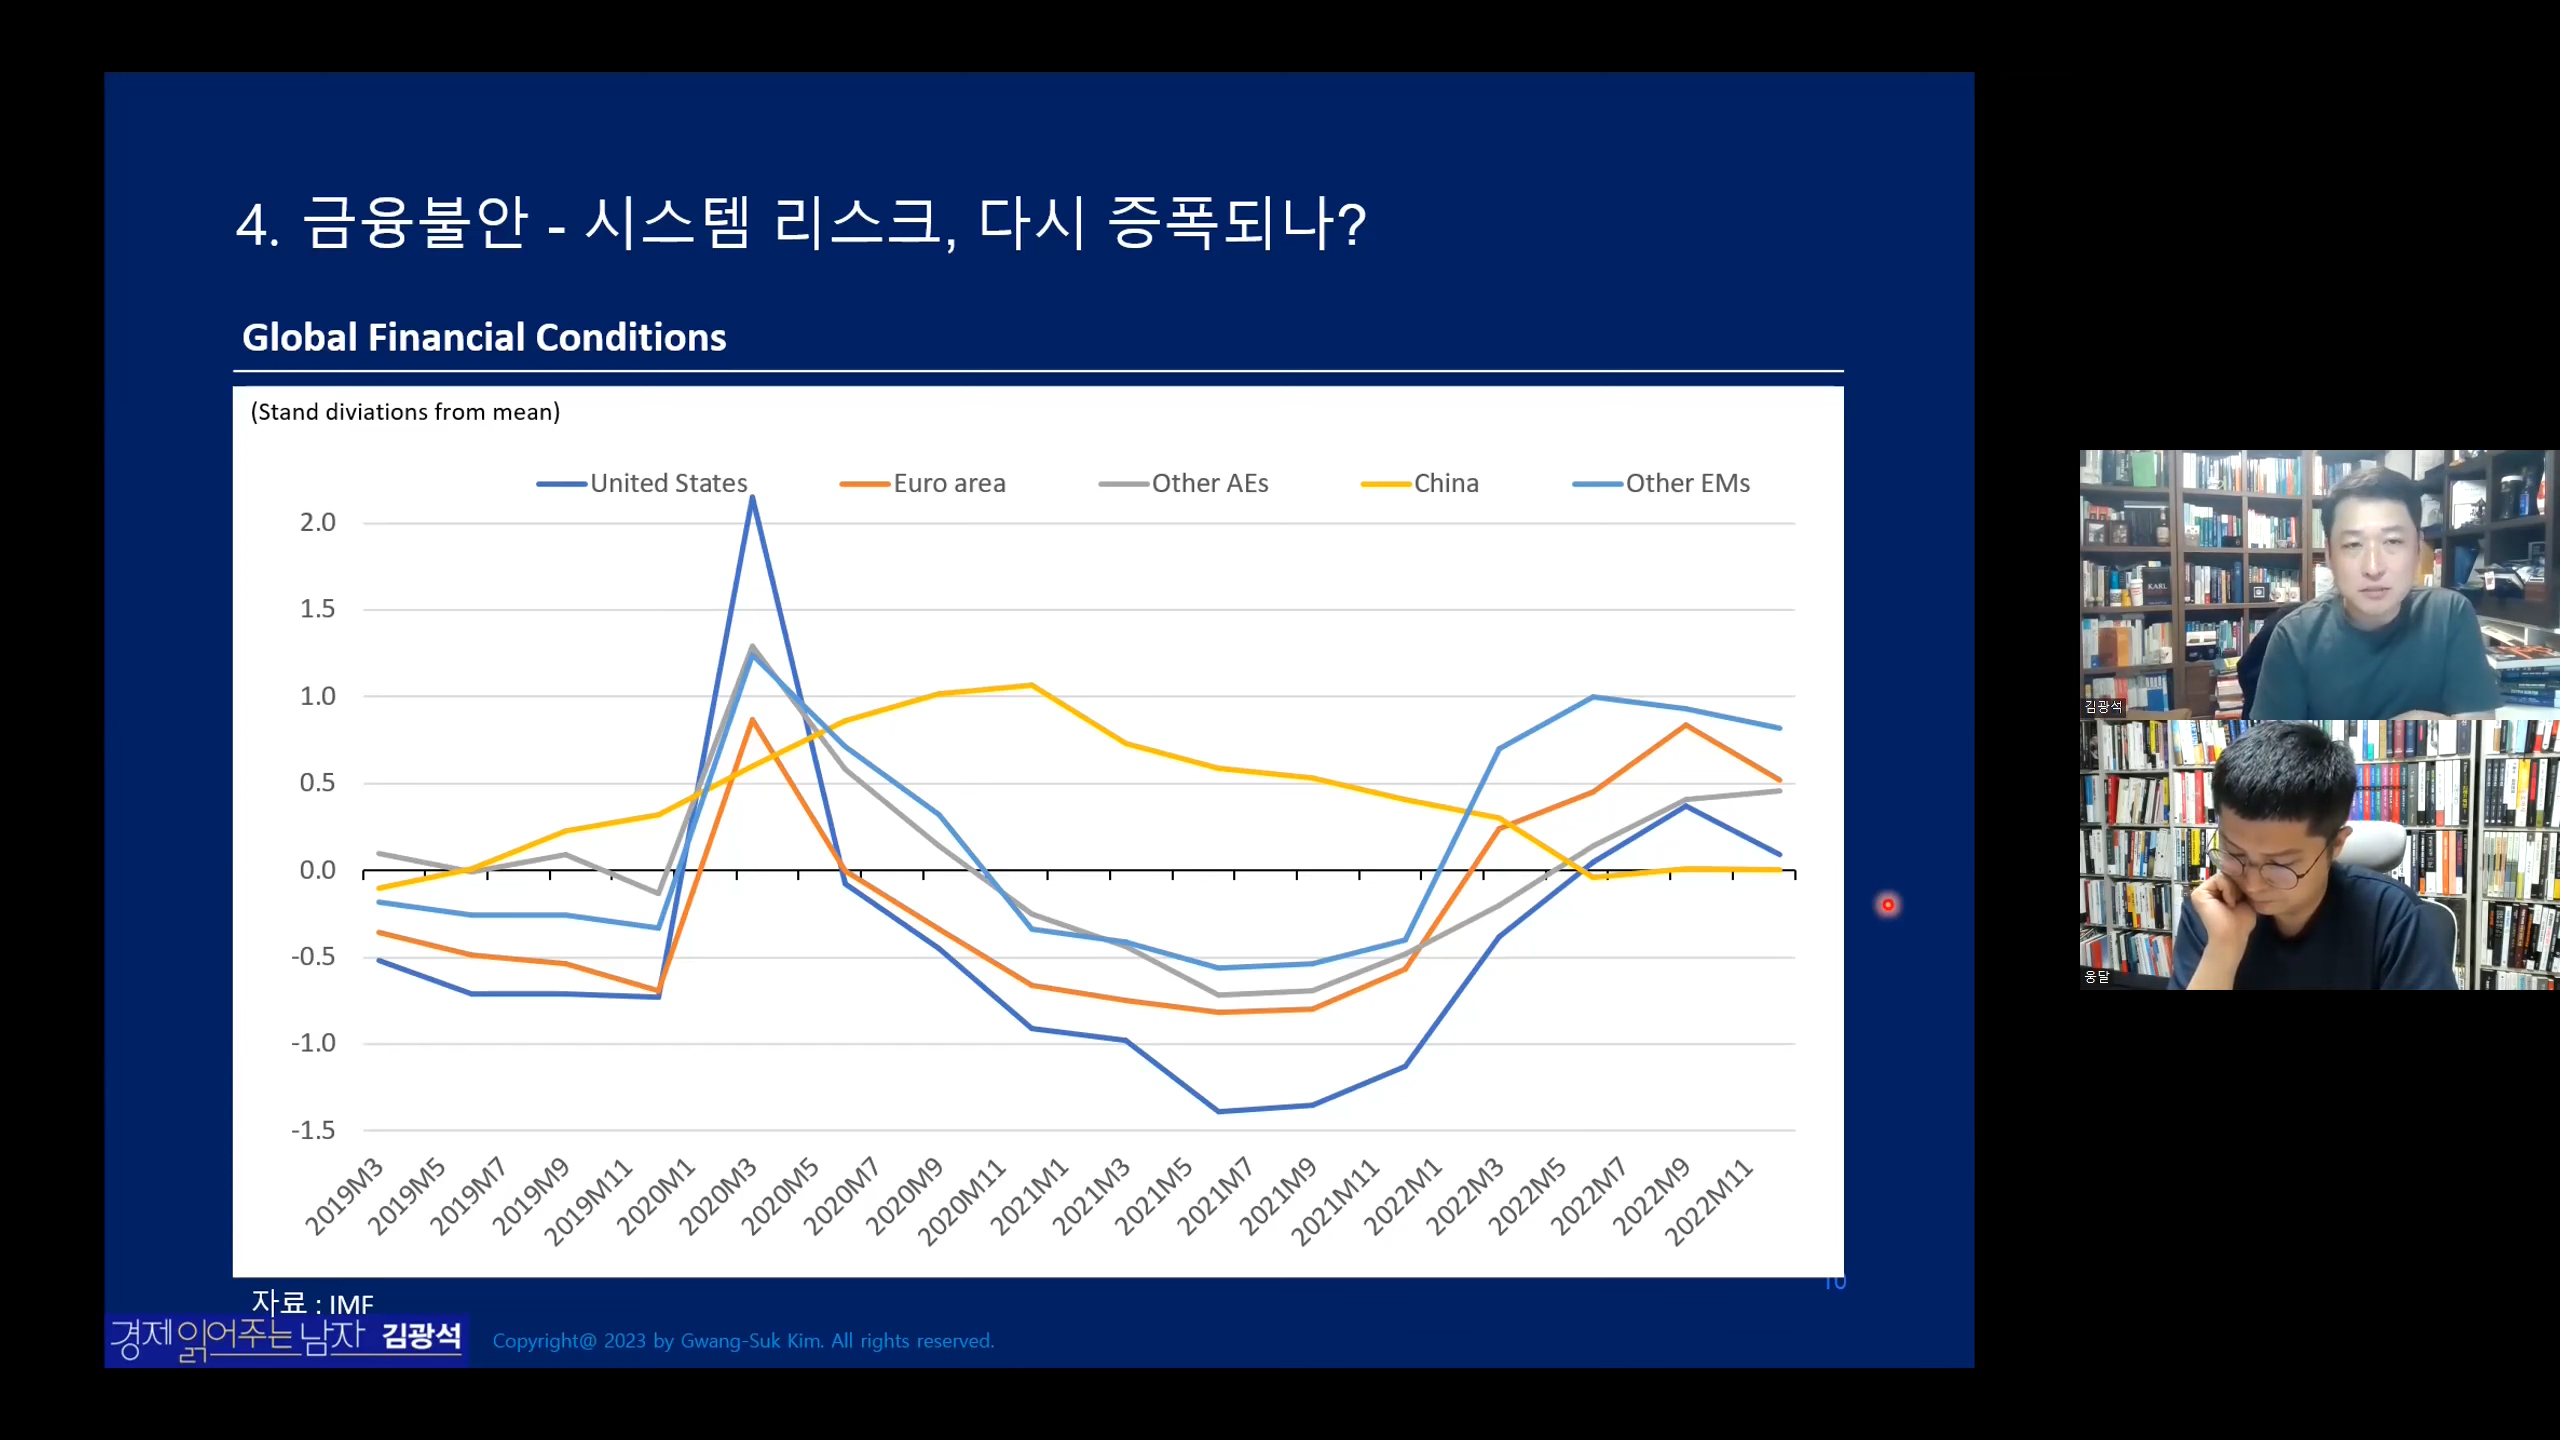 4. 금융불안 - 시스템 리스크, 다시 증폭되나?
Global Financial Conditions
(Stand diviations from mean)
United States Euro area Other AEs China Other EMs
2.0
1.5
1.0
0.5
0.0
-0.5
-1.0
-1.5
2019M3 2019M5 2019M7 2019M9 2019M11 2020M1 2020M3 2020M5 2020M7 2020M9 2020M11 2021M1 2021M3 2021M5 2021M7 2021M9 2021M11 2022M1 2022M3 2022M5 2022M7 2022M9 2022M11
10
자료 : IMF
경제읽어주는남자 김광석
Copyright@ 2023 by Gwang-Suk Kim. All rights reserved.
KARL
김광석
웅달